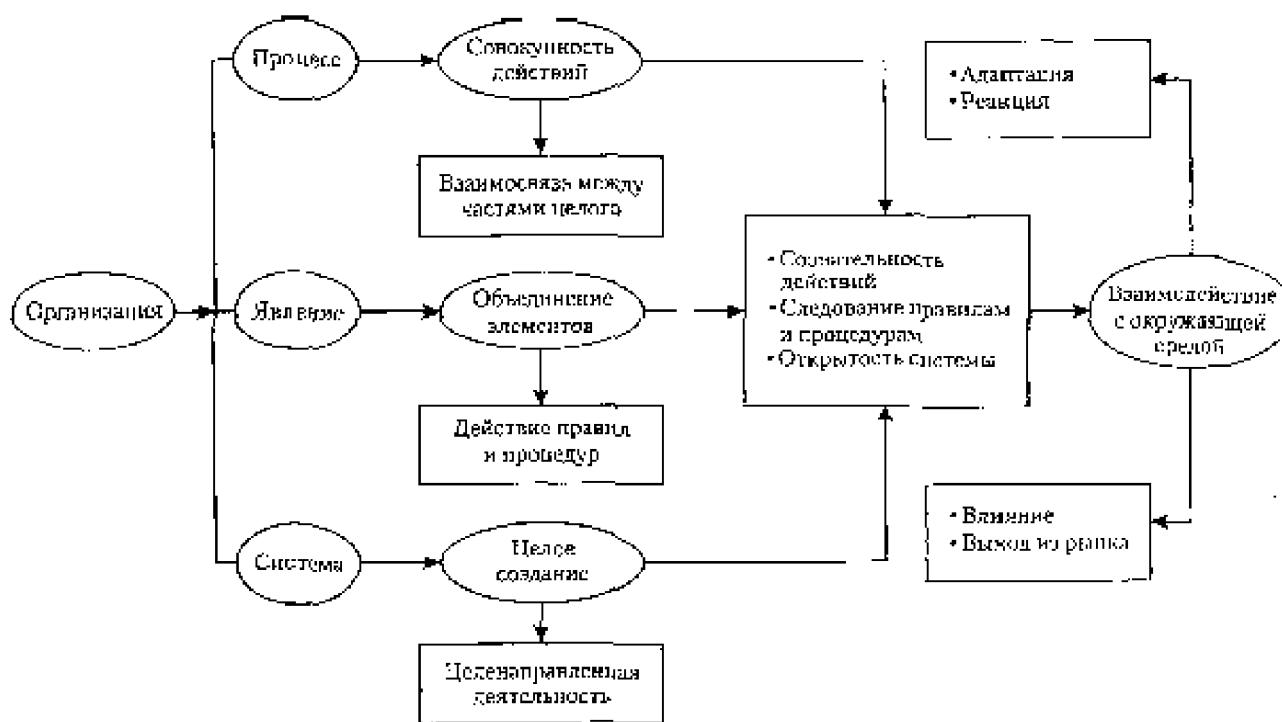 Процесс
Совокупность
действий
• Адаптация
• Реакция
Взаимосвязь между
частями целого
Организация
Явление
Объединение
элементов
• Сознательность
действий
• Следование правилам
и процедурам
• Открытость системы
Взаимодействие
с окружающей
средой
Действие правил
и процедур
• Влияние
• Выход из рынка
Система
Целое
создание
Целенаправленная
деятельность